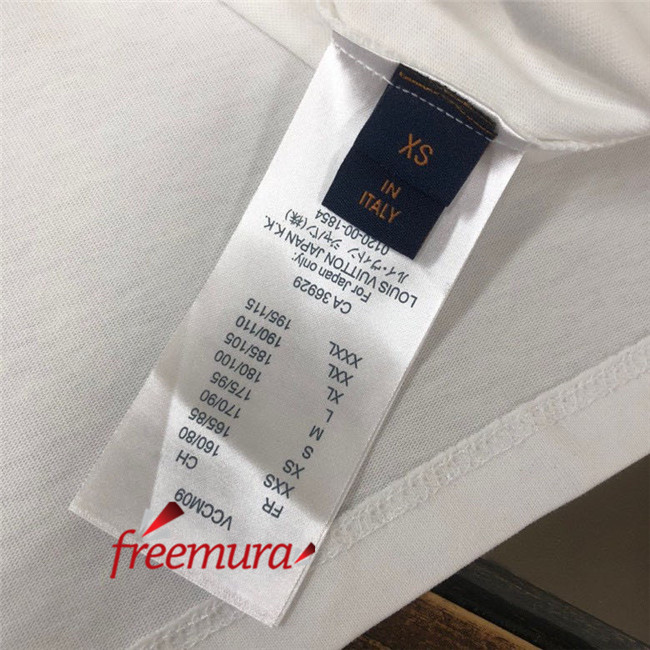 XS
IN
ITALY
VCCM09
FR CH
XXS 160/80
XS 165/85
S 170/90
M 175/95
L 180/100
XL 185/105
XXL 190/110
XXXL 195/115
CA 36929
For Japan only:
LOUIS VUITTON JAPAN K.K.
ルイ・ヴィトン ジャパン(株)
0120-00-1854
freemura